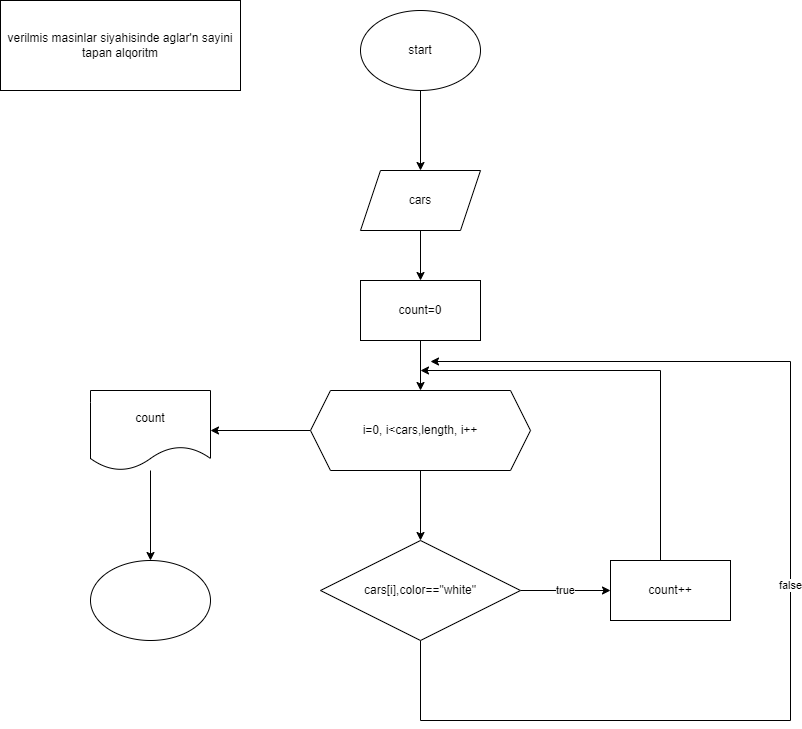 verilmis masinlar siyahisinde aglar'n sayini
tapan alqoritm
start
cars
count=0
count
i=0, i<cars,length, i++
cars[i],color=="white"
true
count++
false